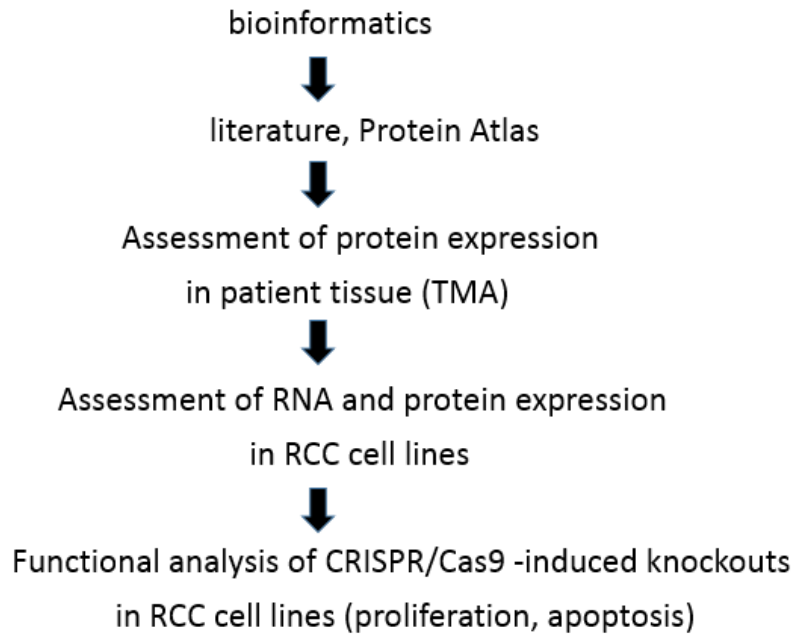 bioinformatics
literature, Protein Atlas
Assessment of protein expression
in patient tissue (TMA)
Assessment of RNA and protein expression
in RCC cell lines
Functional analysis of CRISPR/Cas9 -induced knockouts
in RCC cell lines (proliferation, apoptosis)